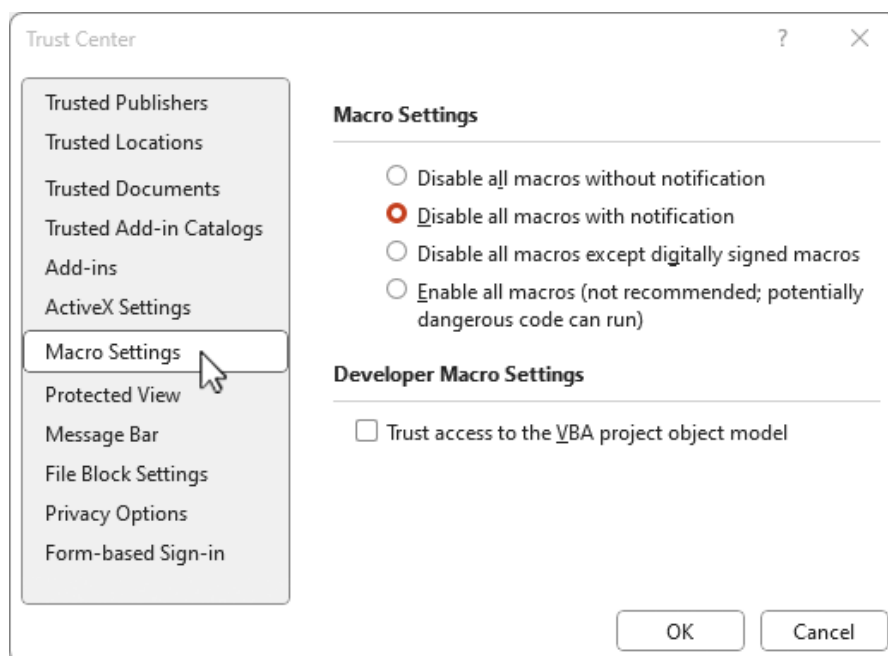 Trust Center
?
Trusted Publishers
Trusted Locations
Trusted Documents
Trusted Add-in Catalogs
Add-ins
ActiveX Settings
Macro Settings
Protected View
Message Bar
File Block Settings
Privacy Options
Form-based Sign-in
Macro Settings
Disable all macros without notification
Disable all macros with notification
Disable all macros except digitally signed macros
Enable all macros (not recommended; potentially
dangerous code can run)
Developer Macro Settings
Trust access to the VBA project object model
OK
Cancel